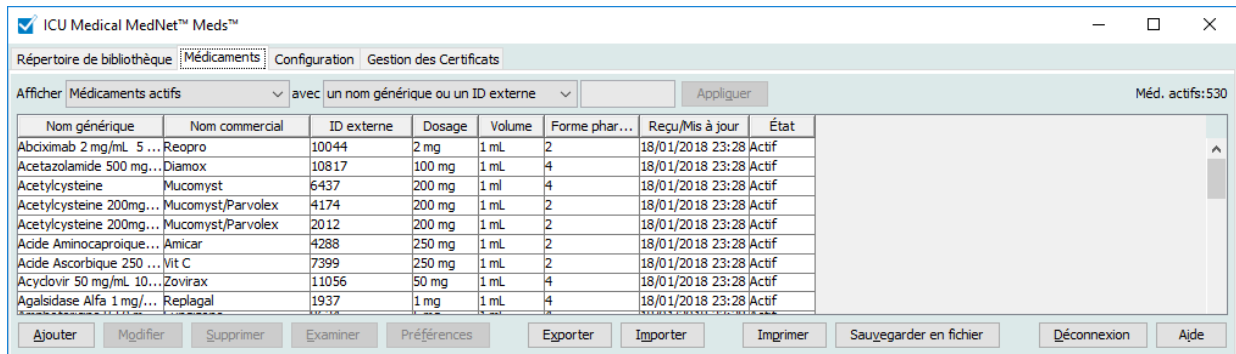 ICU Medical MedNet™ Meds™
Répertoire de bibliothèque Médicaments Configuration Gestion des Certificats
Afficher Médicaments actifs avec un nom générique ou un ID externe Appliquer Méd. actifs:530
Nom générique Nom commercial ID externe Dosage Volume Forme phar... Reçu/Mis à jour État
Abciximab 2 mg/mL 5 ... Reopro 10044 2 mg 1 mL 2 18/01/2018 23:28 Actif
Acetazolamide 500 mg... Diamox 10817 100 mg 1 mL 4 18/01/2018 23:28 Actif
Acetylcysteine Mucomyst 6437 200 mg 1 ml 4 18/01/2018 23:28 Actif
Acetylcysteine 200mg... Mucomyst/Parvolex 4174 200 mg 1 mL 2 18/01/2018 23:28 Actif
Acetylcysteine 200mg... Mucomyst/Parvolex 2012 200 mg 1 mL 2 18/01/2018 23:28 Actif
Acide Aminocaproique... Amicar 4288 250 mg 1 mL 2 18/01/2018 23:28 Actif
Acide Ascorbique 250 ... Vit C 7399 250 mg 1 mL 2 18/01/2018 23:28 Actif
Acyclovir 50 mg/mL 10... Zovirax 11056 50 mg 1 mL 4 18/01/2018 23:28 Actif
Agalsidase Alfa 1 mg/... Replagal 1937 1 mg 1 mL 4 18/01/2018 23:28 Actif
Ajouter Modifier Supprimer Examiner Préférences Exporter Importer Imprimer Sauvegarder en fichier Déconnexion Aide